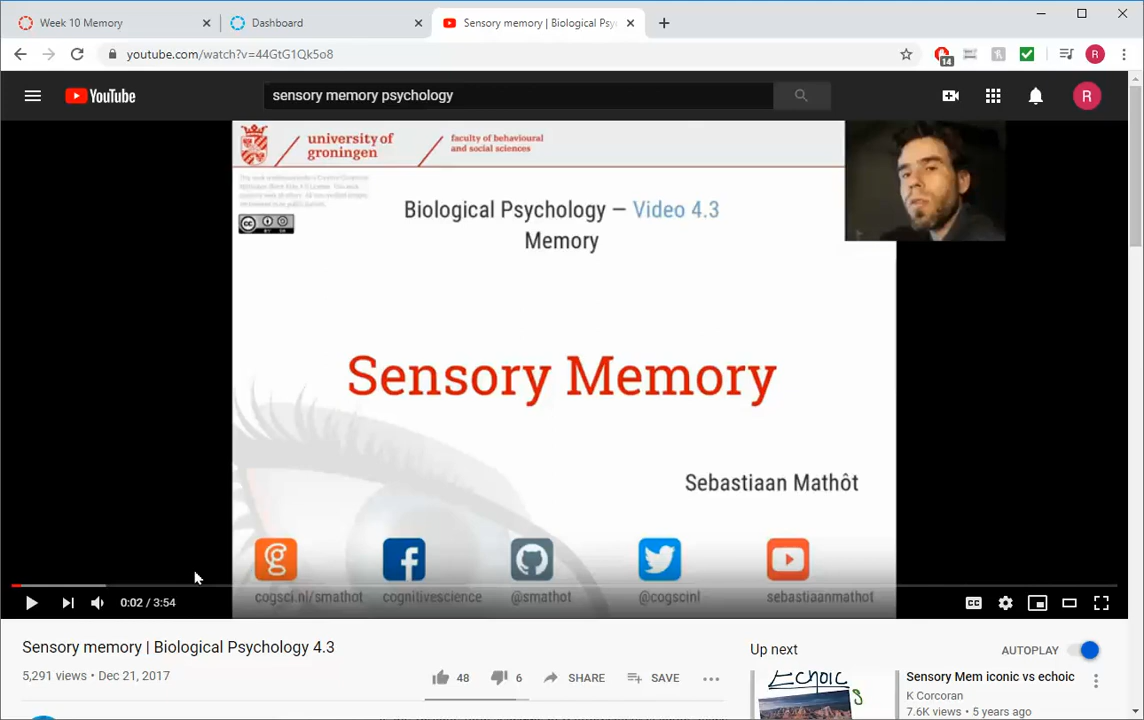 Week 10 Memory
Dashboard
Sensory memory | Biological Psy
youtube.com/watch?v=44GtG1Qk5o8
14
R
YouTube
sensory memory psychology
R
university of
groningen
faculty of behavioural
and social sciences
cc
Biological Psychology – Video 4.3
Memory
Sensory Memory
Sebastiaan Mathôt
cogsci.nl/smathot
cognitivescience
@smathot
@cogscinl
sebastiaanmathot
0:02 / 3:54
CC
Sensory memory | Biological Psychology 4.3
5,291 views • Dec 21, 2017
48
6
SHARE
SAVE
Up next
AUTOPLAY
Echoic
Sensory Mem iconic vs echoic
K Corcoran
7.6K views • 5 years ago